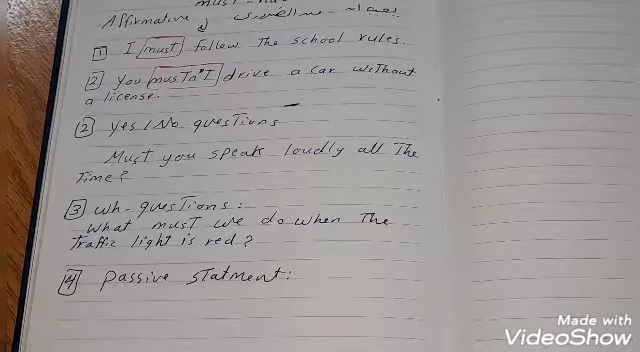 must
Affirmative
1 I must follow The school rules.
2 You musTn'T drive a car without
a license.
2 yes/No quesTions
Must you speak loudly all The
Time?
3 wh-quesTions:
What must we do when The
Traffic light is red?
4 passive sTatment:
Made with
VideoShow